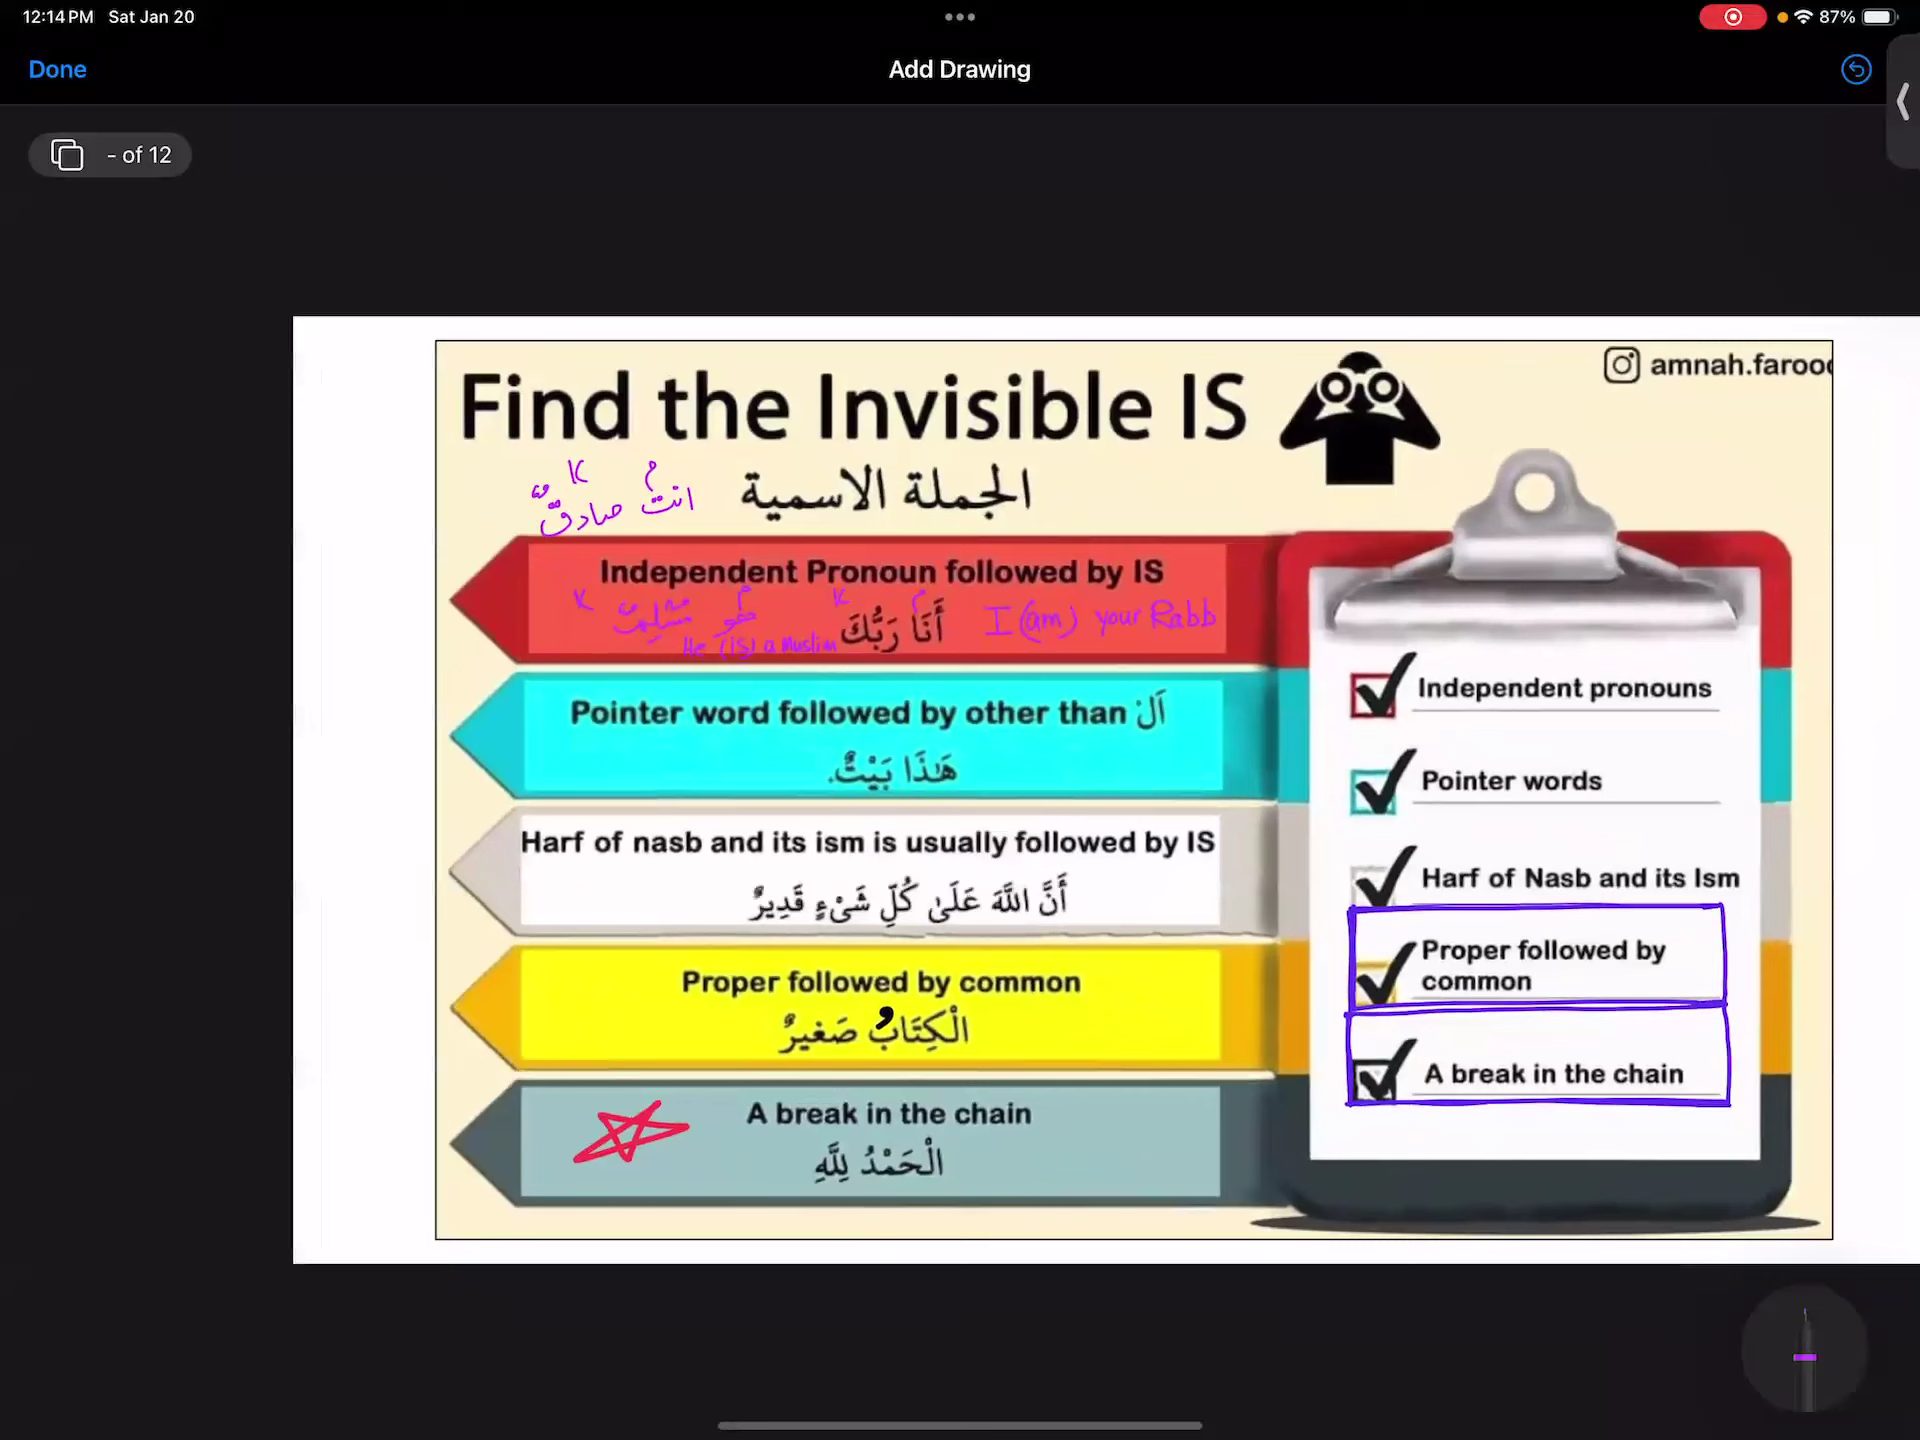 12:14 PM Sat Jan 20
87%
Done
Add Drawing
- of 12
amnah.farooq
Find the Invisible IS
الجملة الاسمية
K م
انتَ صادقٌ
Independent Pronoun followed by IS
K م K م
أَنَا رَبُّكَ I (am) your Rabb
هُوَ مُسْلِمٌ
He (IS) a Muslim
Pointer word followed by other than اَلْ
هَـٰذَا بَيْتٌ.
Harf of nasb and its ism is usually followed by IS
أَنَّ اللَّهَ عَلَىٰ كُلِّ شَىْءٍ قَدِيرٌ
Proper followed by common
الْكِتَابُ صَغيرٌ
A break in the chain
الْحَمْدُ لِلَّهِ
Independent pronouns
Pointer words
Harf of Nasb and its Ism
Proper followed by
common
A break in the chain